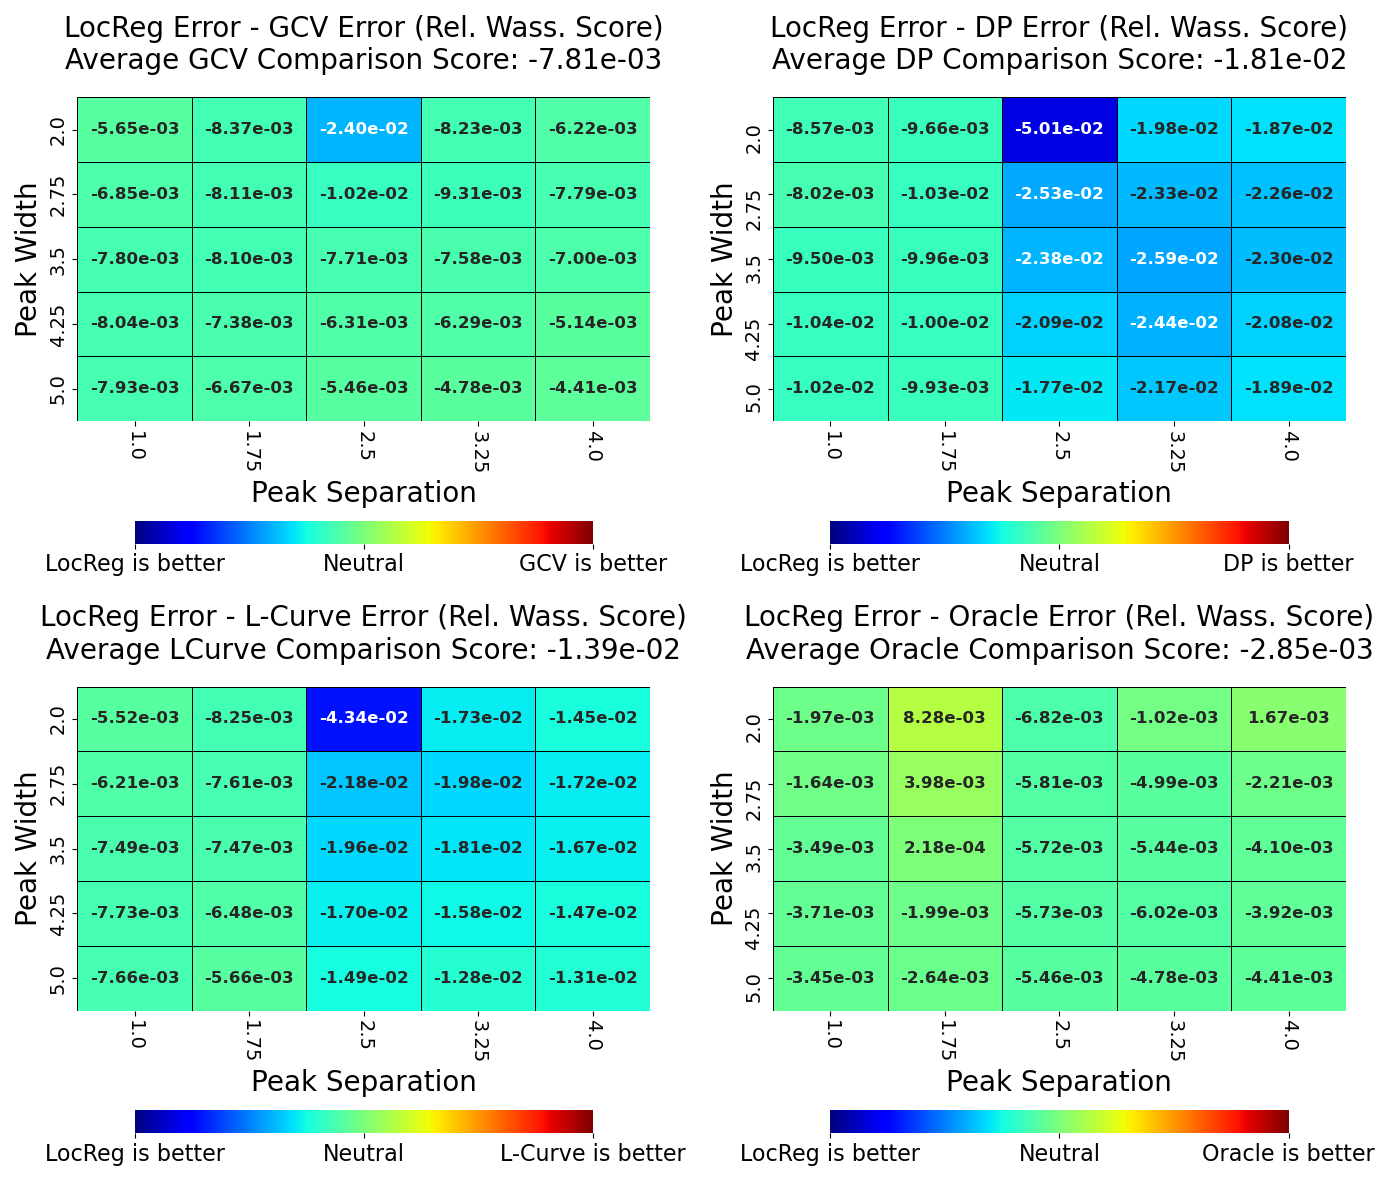 LocReg Error - GCV Error (Rel. Wass. Score)
Average GCV Comparison Score: -7.81e-03
Peak Width
2.0 -5.65e-03 -8.37e-03 -2.40e-02 -8.23e-03 -6.22e-03
2.75 -6.85e-03 -8.11e-03 -1.02e-02 -9.31e-03 -7.79e-03
3.5 -7.80e-03 -8.10e-03 -7.71e-03 -7.58e-03 -7.00e-03
4.25 -8.04e-03 -7.38e-03 -6.31e-03 -6.29e-03 -5.14e-03
5.0 -7.93e-03 -6.67e-03 -5.46e-03 -4.78e-03 -4.41e-03
1.0 1.75 2.5 3.25 4.0
Peak Separation
LocReg is better Neutral GCV is better
LocReg Error - DP Error (Rel. Wass. Score)
Average DP Comparison Score: -1.81e-02
Peak Width
2.0 -8.57e-03 -9.66e-03 -5.01e-02 -1.98e-02 -1.87e-02
2.75 -8.02e-03 -1.03e-02 -2.53e-02 -2.33e-02 -2.26e-02
3.5 -9.50e-03 -9.96e-03 -2.38e-02 -2.59e-02 -2.30e-02
4.25 -1.04e-02 -1.00e-02 -2.09e-02 -2.44e-02 -2.08e-02
5.0 -1.02e-02 -9.93e-03 -1.77e-02 -2.17e-02 -1.89e-02
1.0 1.75 2.5 3.25 4.0
Peak Separation
LocReg is better Neutral DP is better
LocReg Error - L-Curve Error (Rel. Wass. Score)
Average LCurve Comparison Score: -1.39e-02
Peak Width
2.0 -5.52e-03 -8.25e-03 -4.34e-02 -1.73e-02 -1.45e-02
2.75 -6.21e-03 -7.61e-03 -2.18e-02 -1.98e-02 -1.72e-02
3.5 -7.49e-03 -7.47e-03 -1.96e-02 -1.81e-02 -1.67e-02
4.25 -7.73e-03 -6.48e-03 -1.70e-02 -1.58e-02 -1.47e-02
5.0 -7.66e-03 -5.66e-03 -1.49e-02 -1.28e-02 -1.31e-02
1.0 1.75 2.5 3.25 4.0
Peak Separation
LocReg is better Neutral L-Curve is better
LocReg Error - Oracle Error (Rel. Wass. Score)
Average Oracle Comparison Score: -2.85e-03
Peak Width
2.0 -1.97e-03 8.28e-03 -6.82e-03 -1.02e-03 1.67e-03
2.75 -1.64e-03 3.98e-03 -5.81e-03 -4.99e-03 -2.21e-03
3.5 -3.49e-03 2.18e-04 -5.72e-03 -5.44e-03 -4.10e-03
4.25 -3.71e-03 -1.99e-03 -5.73e-03 -6.02e-03 -3.92e-03
5.0 -3.45e-03 -2.64e-03 -5.46e-03 -4.78e-03 -4.41e-03
1.0 1.75 2.5 3.25 4.0
Peak Separation
LocReg is better Neutral Oracle is better